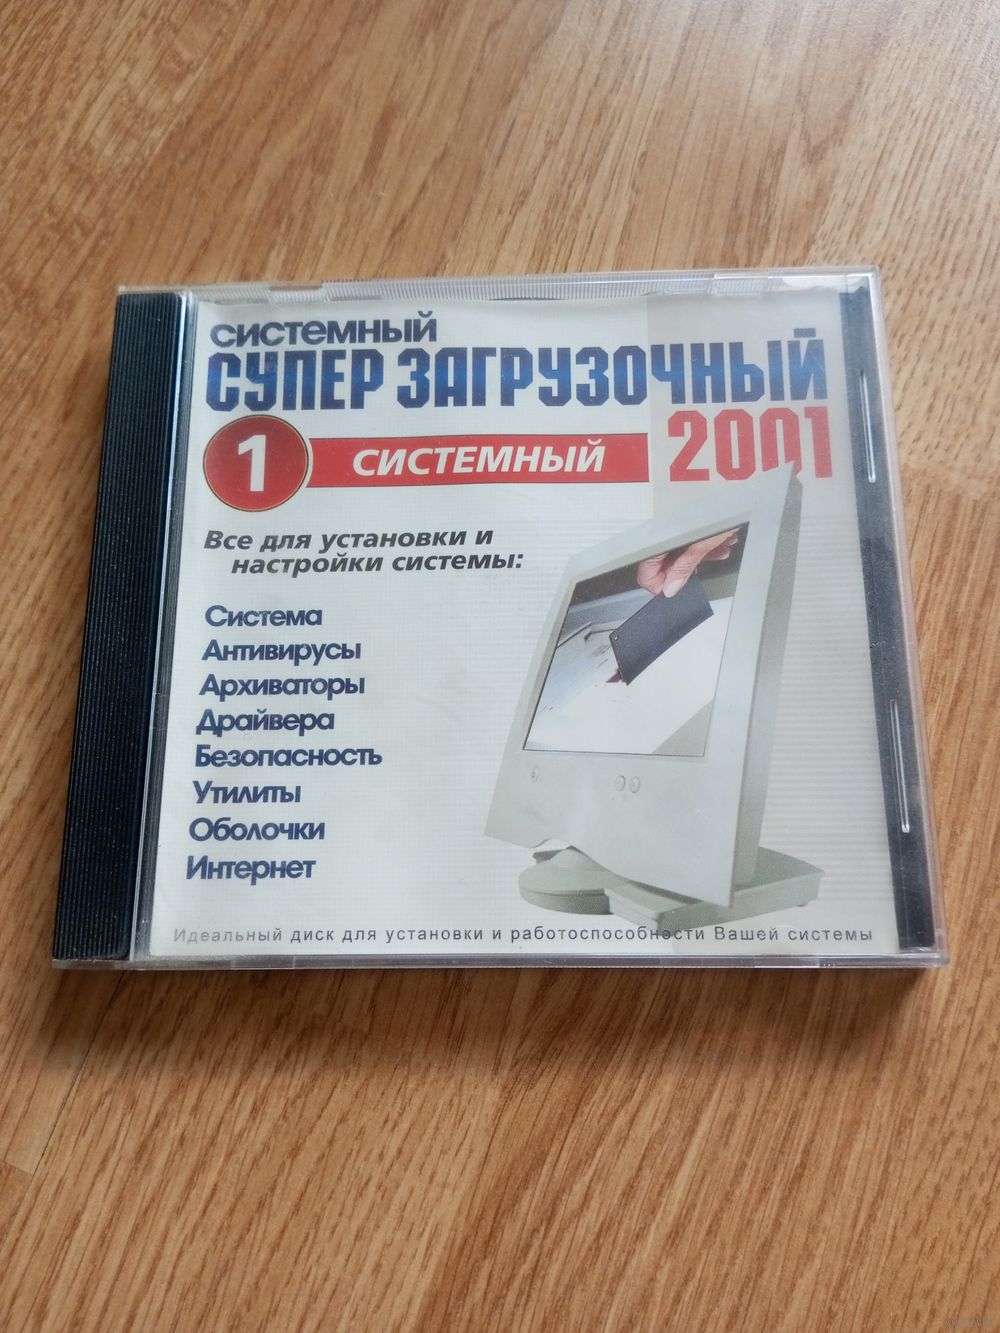 системный
СУПЕР ЗАГРУЗОЧНЫЙ
2001
1 СИСТЕМНЫЙ
Все для установки и
настройки системы:
Система
Антивирусы
Архиваторы
Драйвера
Безопасность
Утилиты
Оболочки
Интернет
Идеальный диск для установки и работоспособности Вашей системы